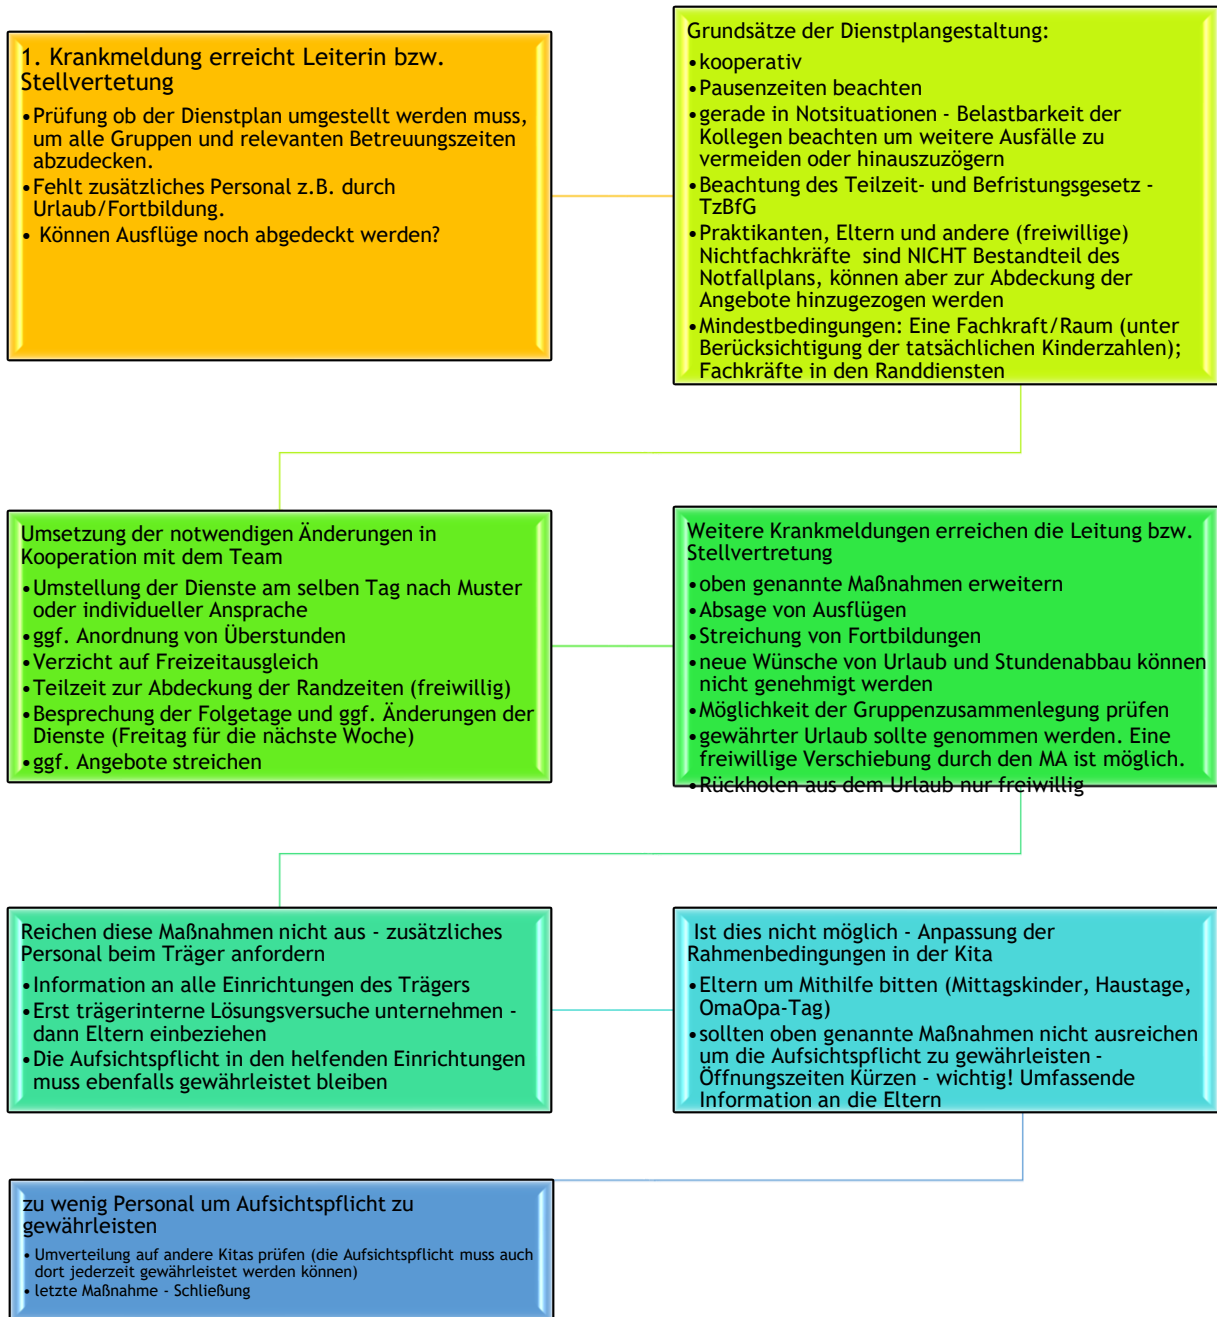 1. Krankmeldung erreicht Leiterin bzw.
Stellvertetung
•Prüfung ob der Dienstplan umgestellt werden muss,
um alle Gruppen und relevanten Betreuungszeiten
abzudecken.
•Fehlt zusätzliches Personal z.B. durch
Urlaub/Fortbildung.
• Können Ausflüge noch abgedeckt werden?
Grundsätze der Dienstplangestaltung:
•kooperativ
•Pausenzeiten beachten
•gerade in Notsituationen - Belastbarkeit der
Kollegen beachten um weitere Ausfälle zu
vermeiden oder hinauszuzögern
•Beachtung des Teilzeit- und Befristungsgesetz -
TzBfG
•Praktikanten, Eltern und andere (freiwillige)
Nichtfachkräfte sind NICHT Bestandteil des
Notfallplans, können aber zur Abdeckung der
Angebote hinzugezogen werden
•Mindestbedingungen: Eine Fachkraft/Raum (unter
Berücksichtigung der tatsächlichen Kinderzahlen);
Fachkräfte in den Randdiensten
Umsetzung der notwendigen Änderungen in
Kooperation mit dem Team
•Umstellung der Dienste am selben Tag nach Muster
oder individueller Ansprache
•ggf. Anordnung von Überstunden
•Verzicht auf Freizeitausgleich
•Teilzeit zur Abdeckung der Randzeiten (freiwillig)
•Besprechung der Folgetage und ggf. Änderungen der
Dienste (Freitag für die nächste Woche)
•ggf. Angebote streichen
Weitere Krankmeldungen erreichen die Leitung bzw.
Stellvertretung
•oben genannte Maßnahmen erweitern
•Absage von Ausflügen
•Streichung von Fortbildungen
•neue Wünsche von Urlaub und Stundenabbau können
nicht genehmigt werden
•Möglichkeit der Gruppenzusammenlegung prüfen
•gewährter Urlaub sollte genommen werden. Eine
freiwillige Verschiebung durch den MA ist möglich.
•Rückholen aus dem Urlaub nur freiwillig
Reichen diese Maßnahmen nicht aus - zusätzliches
Personal beim Träger anfordern
•Information an alle Einrichtungen des Trägers
•Erst trägerinterne Lösungsversuche unternehmen -
dann Eltern einbeziehen
•Die Aufsichtspflicht in den helfenden Einrichtungen
muss ebenfalls gewährleistet bleiben
Ist dies nicht möglich - Anpassung der
Rahmenbedingungen in der Kita
•Eltern um Mithilfe bitten (Mittagskinder, Haustage,
OmaOpa-Tag)
•sollten oben genannte Maßnahmen nicht ausreichen
um die Aufsichtspflicht zu gewährleisten -
Öffnungszeiten Kürzen - wichtig! Umfassende
Information an die Eltern
zu wenig Personal um Aufsichtspflicht zu
gewährleisten
• Umverteilung auf andere Kitas prüfen (die Aufsichtspflicht muss auch
dort jederzeit gewährleistet werden können)
• letzte Maßnahme - Schließung